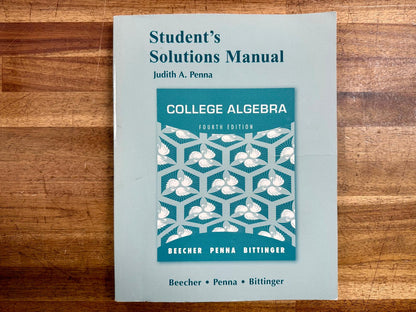 Student's
Solutions Manual
Judith A. Penna
COLLEGE ALGEBRA
FOURTH EDITION
BEECHER PENNA BITTINGER
Beecher • Penna • Bittinger